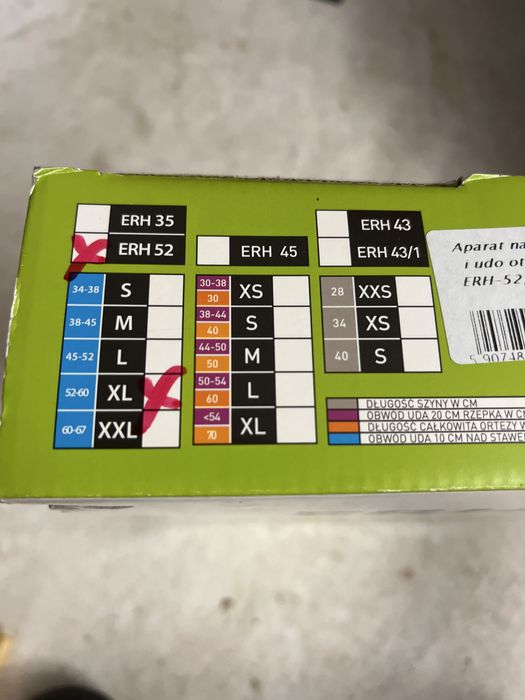 ERH 35
ERH 52
34-38 S
38-45 M
45-52 L
52-60 XL
60-67 XXL
ERH 45
30-38 XS
30
38-44 S
40
44-50 M
50
50-54 L
60
<54 XL
70
ERH 43
ERH 43/1
28 XXS
34 XS
40 S
DŁUGOŚĆ SZYNY W CM
OBWÓD UDA 20 CM RZEPKA W
DŁUGOŚĆ CAŁKOWITA ORTEZY W
OBWÓD UDA 10 CM NAD
Aparat na
i udo
ERH-52
5 90748